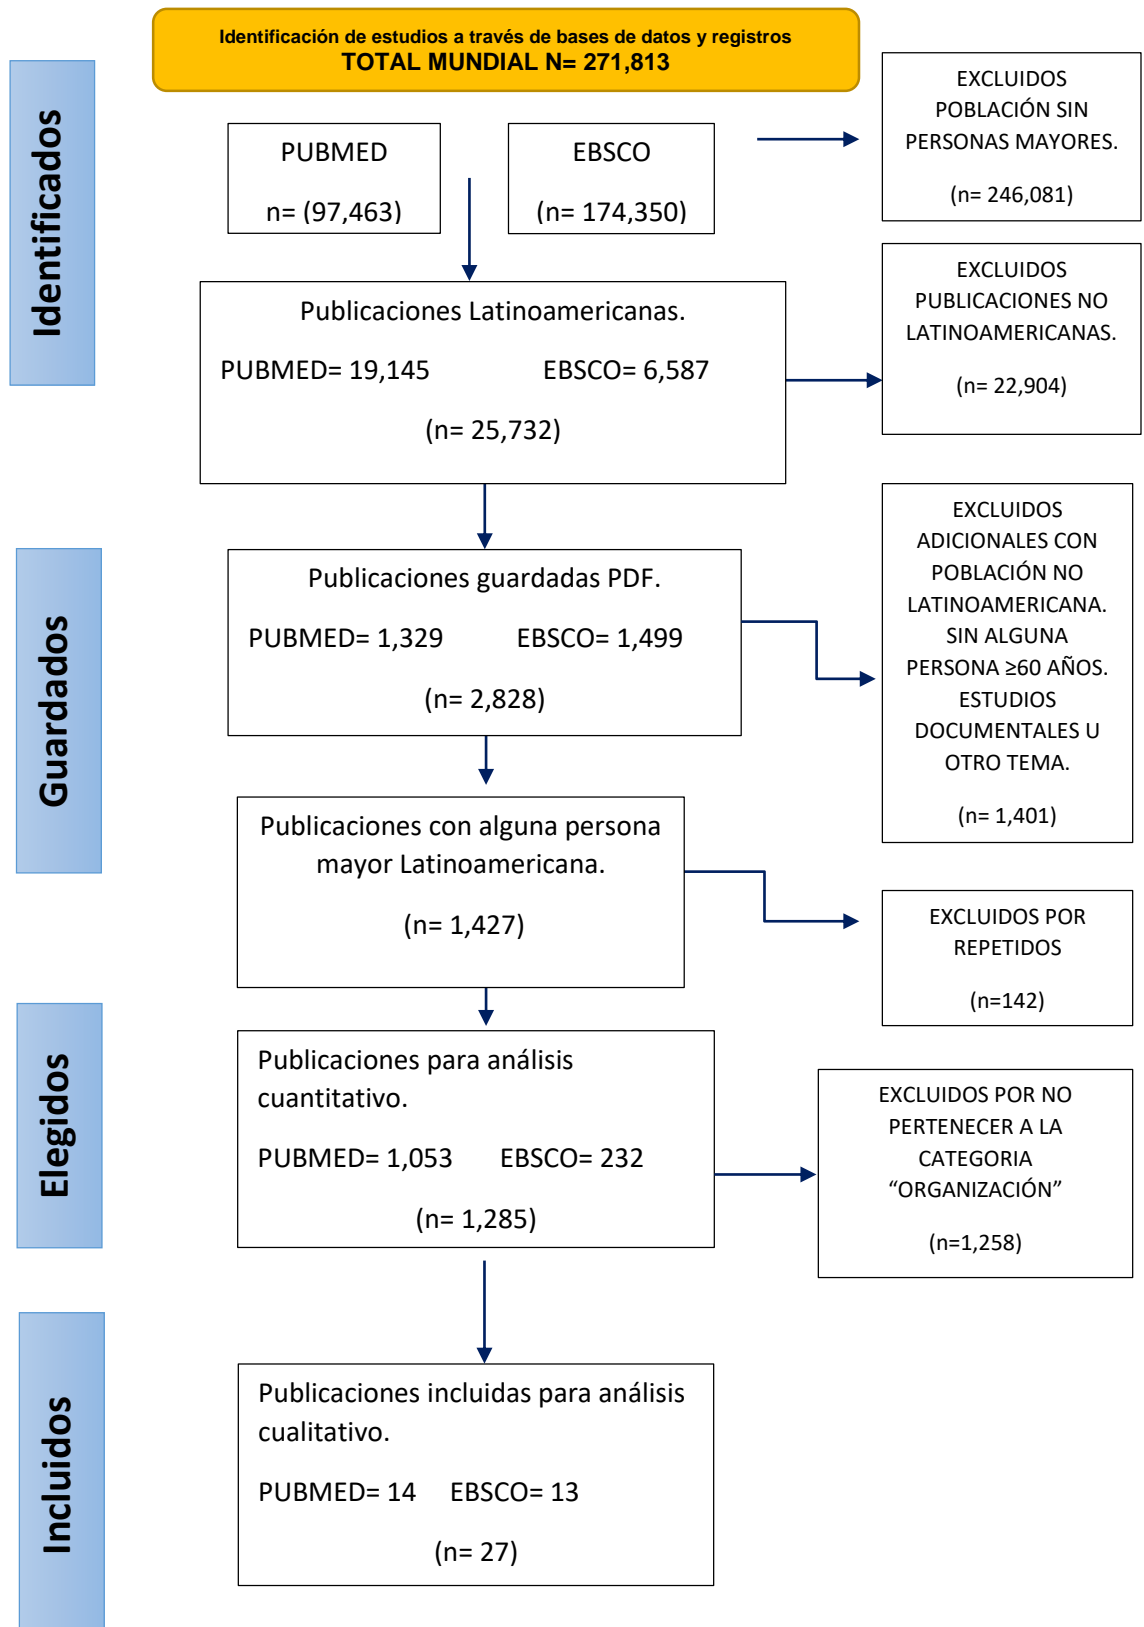 Identificación de estudios a través de bases de datos y registros
TOTAL MUNDIAL N= 271,813
Identificados
PUBMED
n= (97,463)
EBSCO
(n= 174,350)
EXCLUIDOS
POBLACIÓN SIN
PERSONAS MAYORES.
(n= 246,081)
Publicaciones Latinoamericanas.
PUBMED= 19,145 EBSCO= 6,587
(n= 25,732)
EXCLUIDOS
PUBLICACIONES NO
LATINOAMERICANAS.
(n= 22,904)
Guardados
Publicaciones guardadas PDF.
PUBMED= 1,329 EBSCO= 1,499
(n= 2,828)
EXCLUIDOS
ADICIONALES CON
POBLACIÓN NO
LATINOAMERICANA.
SIN ALGUNA
PERSONA ≥60 AÑOS.
ESTUDIOS
DOCUMENTALES U
OTRO TEMA.
(n= 1,401)
Publicaciones con alguna persona
mayor Latinoamericana.
(n= 1,427)
EXCLUIDOS POR
REPETIDOS
(n=142)
Elegidos
Publicaciones para análisis
cuantitativo.
PUBMED= 1,053 EBSCO= 232
(n= 1,285)
EXCLUIDOS POR NO
PERTENECER A LA
CATEGORIA
“ORGANIZACIÓN”
(n=1,258)
Incluidos
Publicaciones incluidas para análisis
cualitativo.
PUBMED= 14 EBSCO= 13
(n= 27)